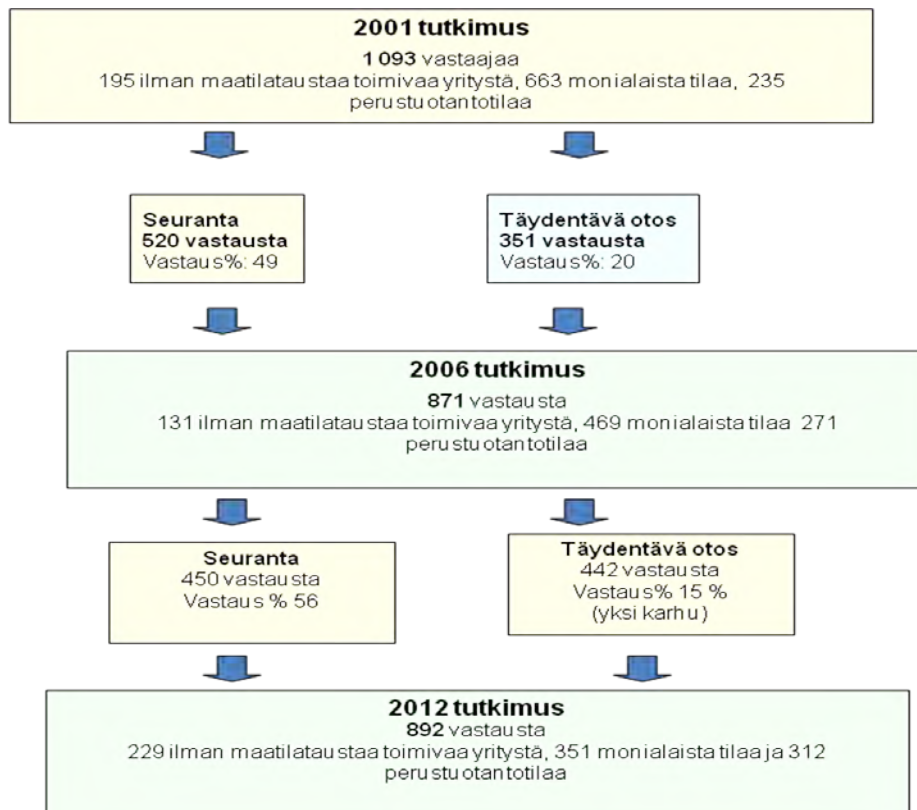 2001 tutkimus
1 093 vastaajaa
195 ilman maatilataustaa toimivaa yritystä, 663 monialaista tilaa, 235
perustuotantotilaa
Seuranta
520 vastausta
Vastaus%: 49
Täydentävä otos
351 vastausta
Vastaus%: 20
2006 tutkimus
871 vastausta
131 ilman maatilataustaa toimivaa yritystä, 469 monialaista tilaa 271
perustuotantotilaa
Seuranta
450 vastausta
Vastaus % 56
Täydentävä otos
442 vastausta
Vastaus% 15 %
(yksi karhu)
2012 tutkimus
892 vastausta
229 ilman maatilataustaa toimivaa yritystä, 351 monialaista tilaa ja 312
perustuotantotilaa